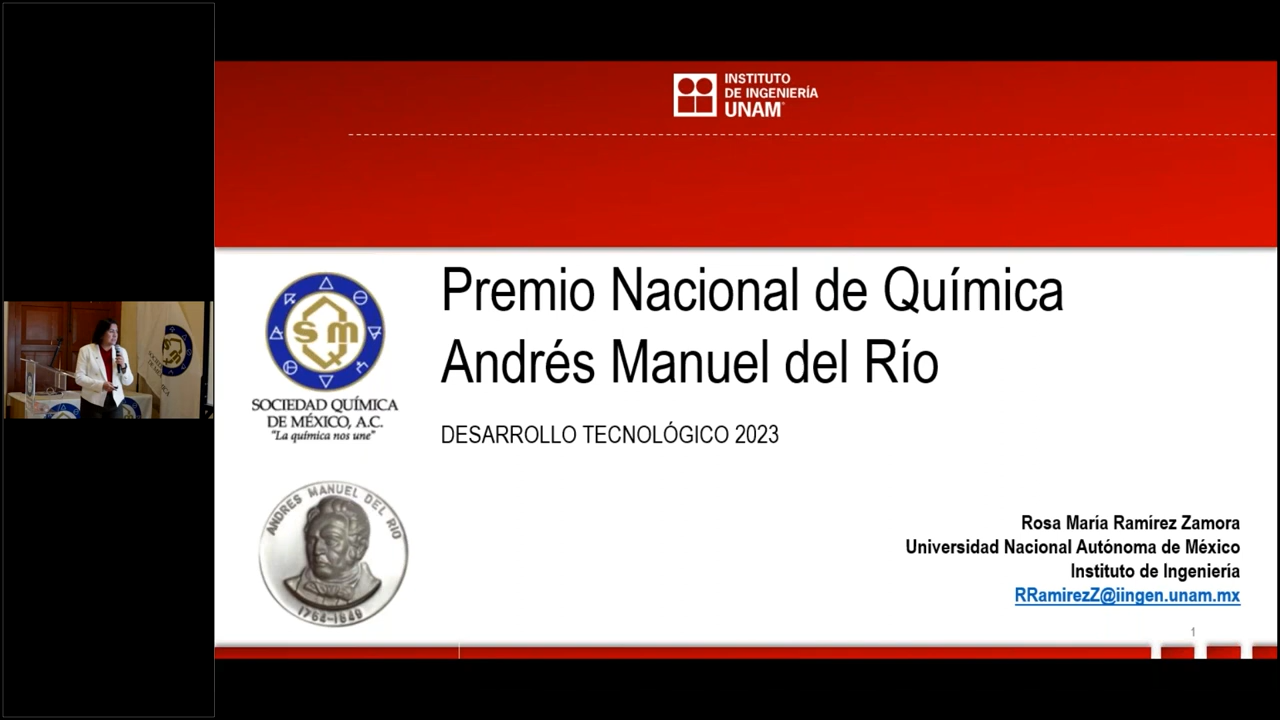 INSTITUTO
DE INGENIERÍA
UNAM
Premio Nacional de Química
Andrés Manuel del Río
DESARROLLO TECNOLÓGICO 2023
SQM
SOCIEDAD QUÍMICA
DE MÉXICO, A.C.
"La química nos une"
ANDRES MANUEL DEL RIO
1764-1849
Rosa María Ramírez Zamora
Universidad Nacional Autónoma de México
Instituto de Ingeniería
RRamirezZ@iingen.unam.mx
1